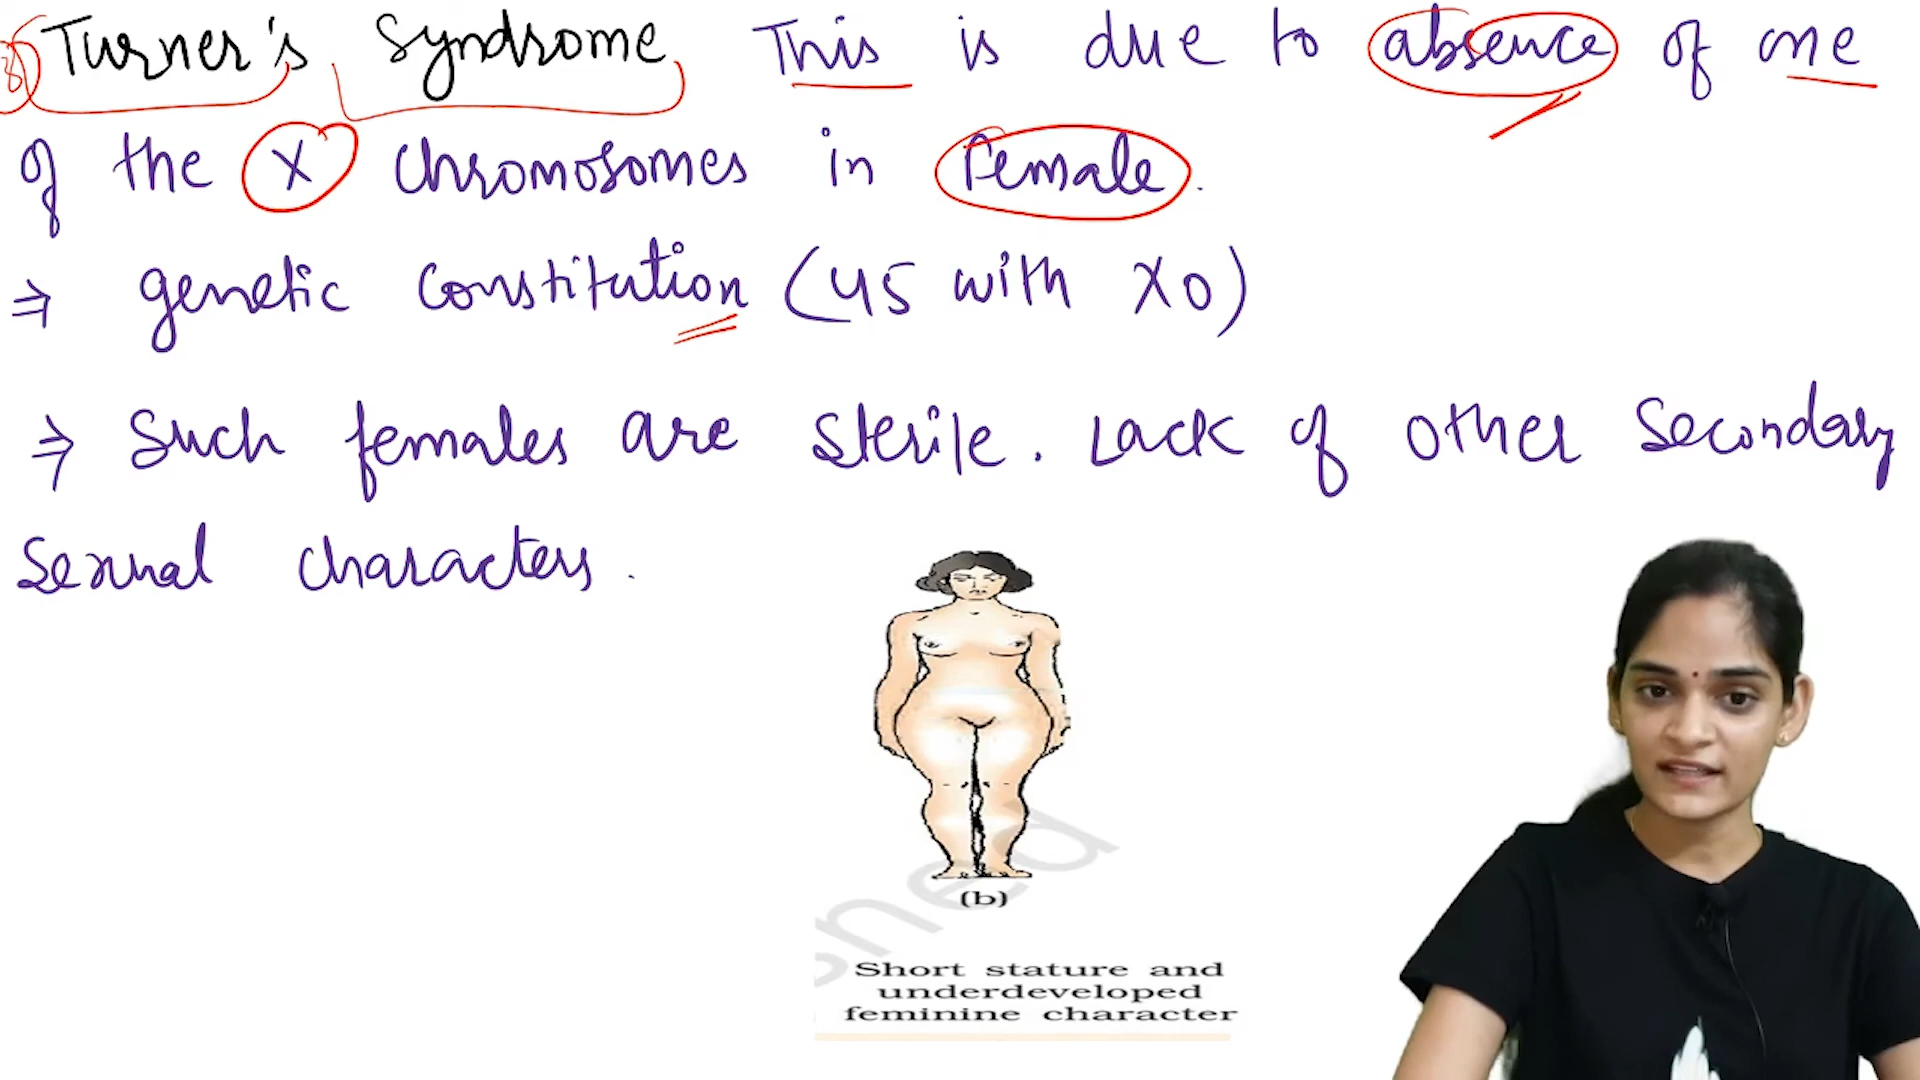 3) Turner's Syndrome This is due to absence of one
of the X chromosomes in Female.
⇒ genetic constitution (45 with XO)
⇒ Such females are sterile. Lack of other Secondary
Sexual characters.
(b)
Short stature and
underdeveloped
feminine character